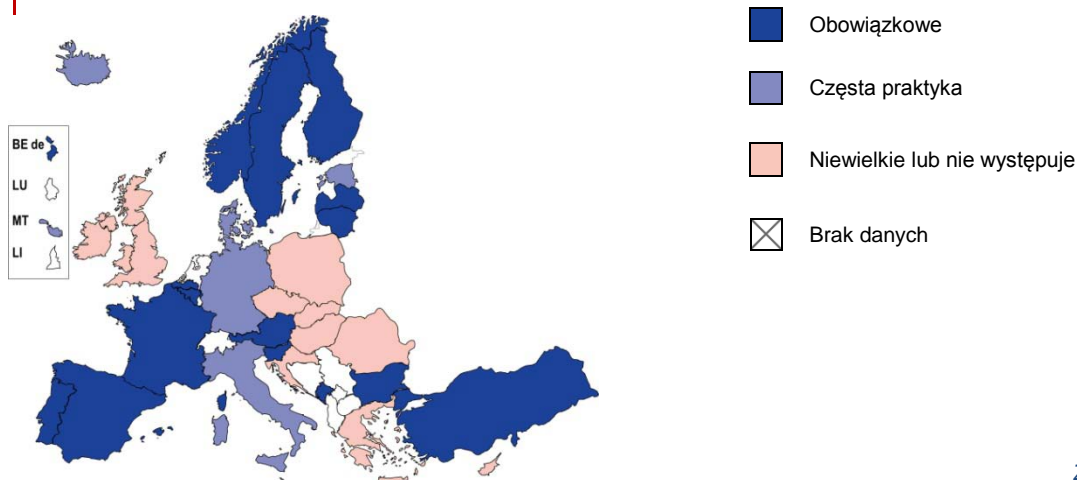 Obowiązkowe
Częsta praktyka
Niewielkie lub nie występuje
Brak danych
BE de
LU
MT
LI